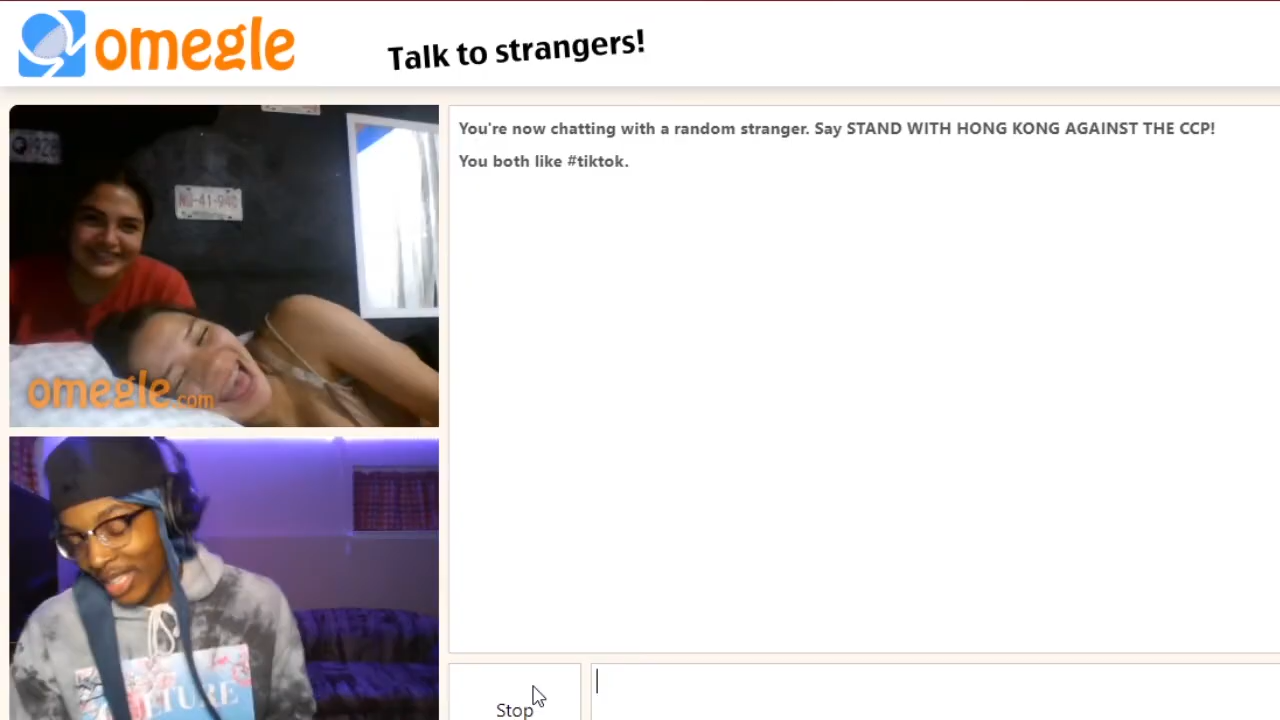 omegle
Talk to strangers!
You're now chatting with a random stranger. Say STAND WITH HONG KONG AGAINST THE CCP!
You both like #tiktok.
omegle.com
CULTURE
Stop